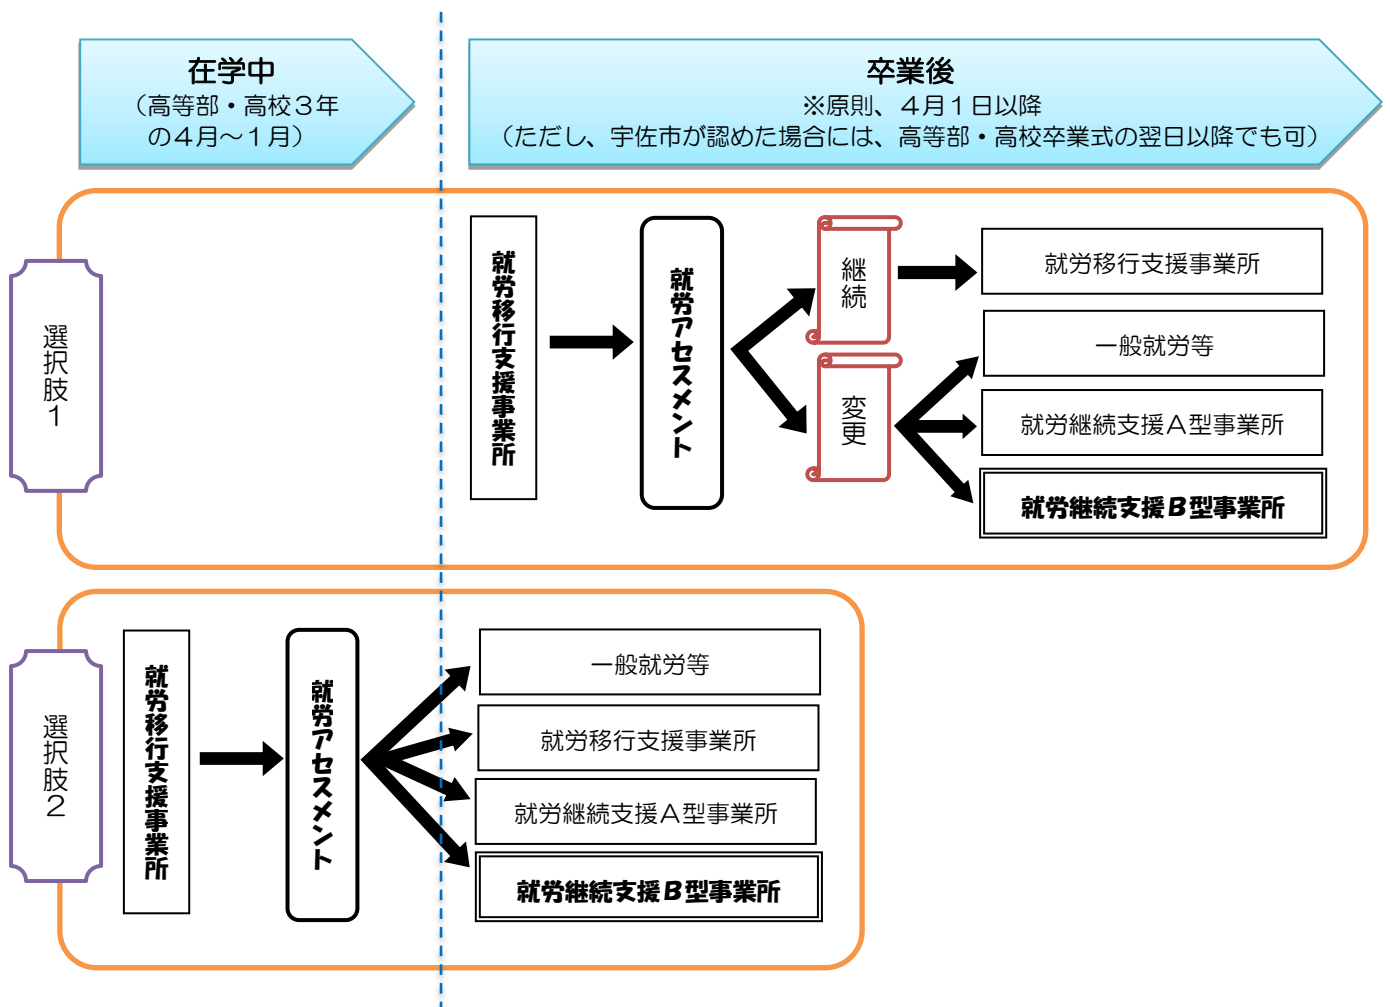 在学中
（高等部・高校３年
の４月～１月）
卒業後
※原則、４月１日以降
（ただし、宇佐市が認めた場合には、高等部・高校卒業式の翌日以降でも可）
選択肢１
就労移行支援事業所
就労アセスメント
継続
変更
就労移行支援事業所
一般就労等
就労継続支援Ａ型事業所
就労継続支援Ｂ型事業所
選択肢２
就労移行支援事業所
就労アセスメント
一般就労等
就労移行支援事業所
就労継続支援Ａ型事業所
就労継続支援Ｂ型事業所